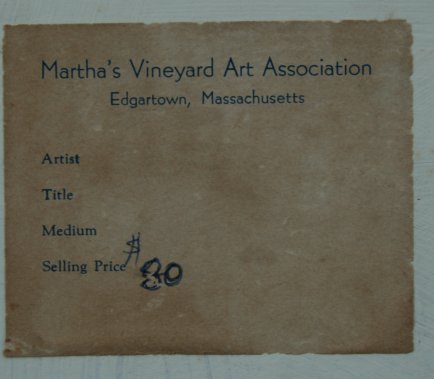 Martha's Vineyard Art Association
Edgartown, Massachusetts
Artist
Title
Medium
Selling Price $ 80